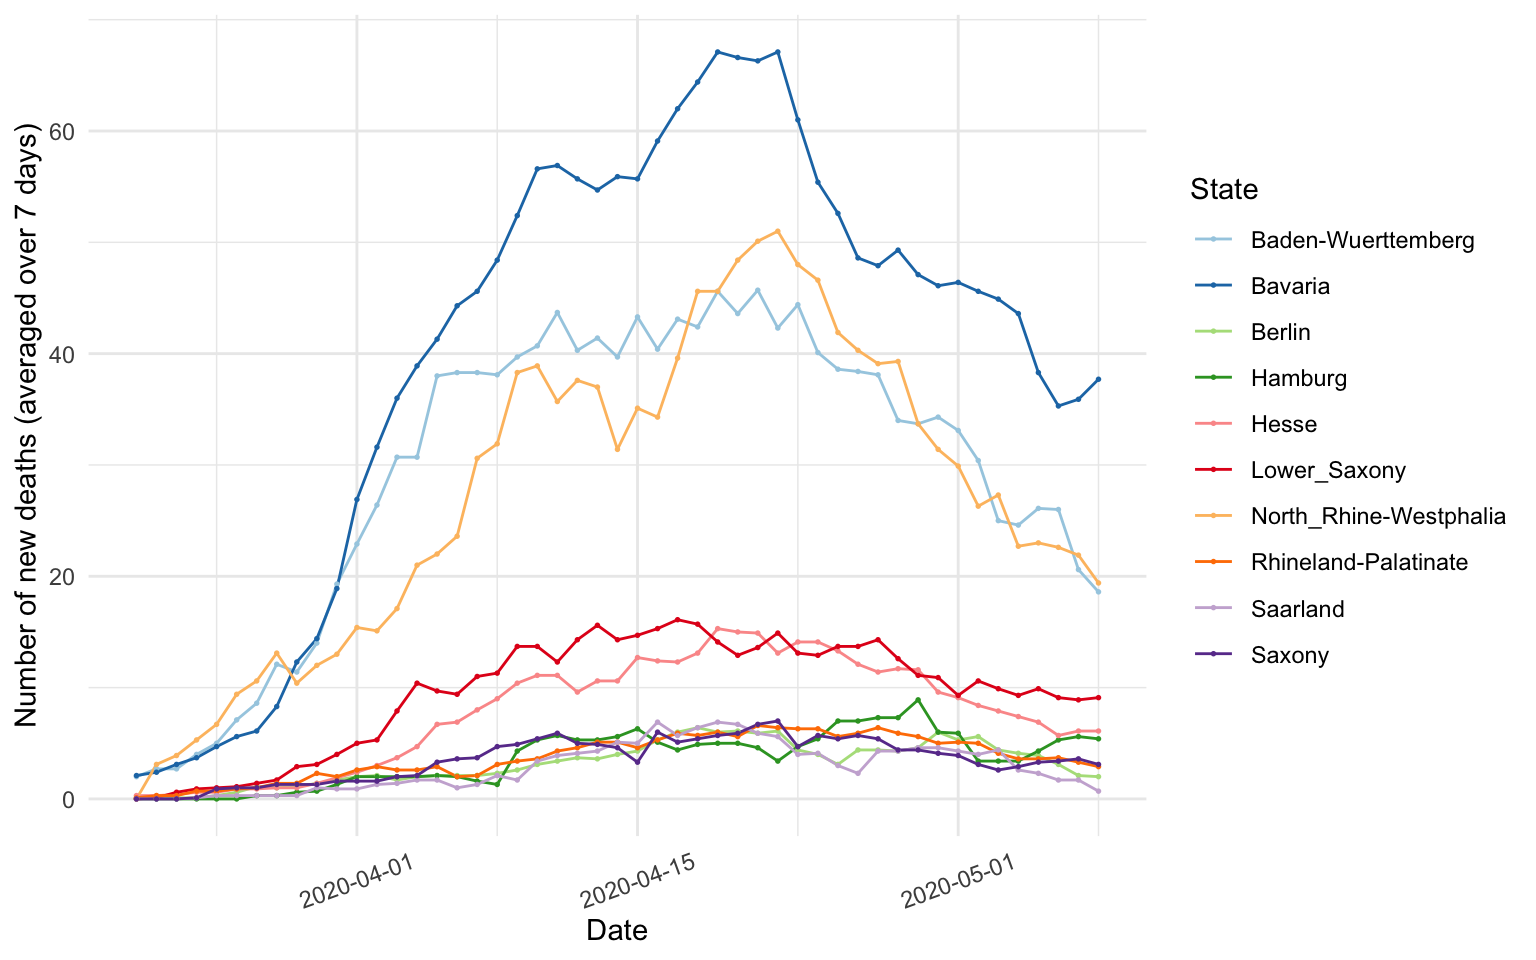 Number of new deaths (averaged over 7 days)
60
40
20
0
2020-04-01
2020-04-15
2020-05-01
Date
State
Baden-Wuerttemberg
Bavaria
Berlin
Hamburg
Hesse
Lower_Saxony
North_Rhine-Westphalia
Rhineland-Palatinate
Saarland
Saxony